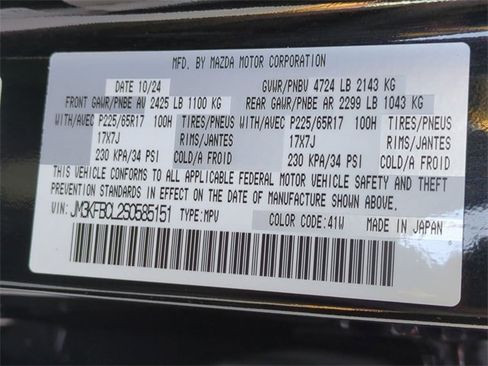 MFD. BY MAZDA MOTOR CORPORATION
DATE 10/24 GVWR/PNBV 4724 LB 2143 KG
FRONT GAWR/PNBE AV 2425 LB 1100 KG REAR GAWR/PNBE AR 2299 LB 1043 KG
WITH/AVEC P225/65R17 100H TIRES/PNEUS WITH/AVEC P225/65R17 100H TIRES/PNEUS
17X7J RIMS/JANTES 17X7J RIMS/JANTES
230 KPA/34 PSI COLD/A FROID 230 KPA/34 PSI COLD/A FROID
THIS VEHICLE CONFORMS TO ALL APPLICABLE FEDERAL MOTOR VEHICLE SAFETY AND THEFT
PREVENTION STANDARDS IN EFFECT ON THE DATE OF MANUFACTURE SHOWN ABOVE.
VIN: JM3KFBCL2S0585151 TYPE: MPV COLOR CODE: 41W MADE IN JAPAN